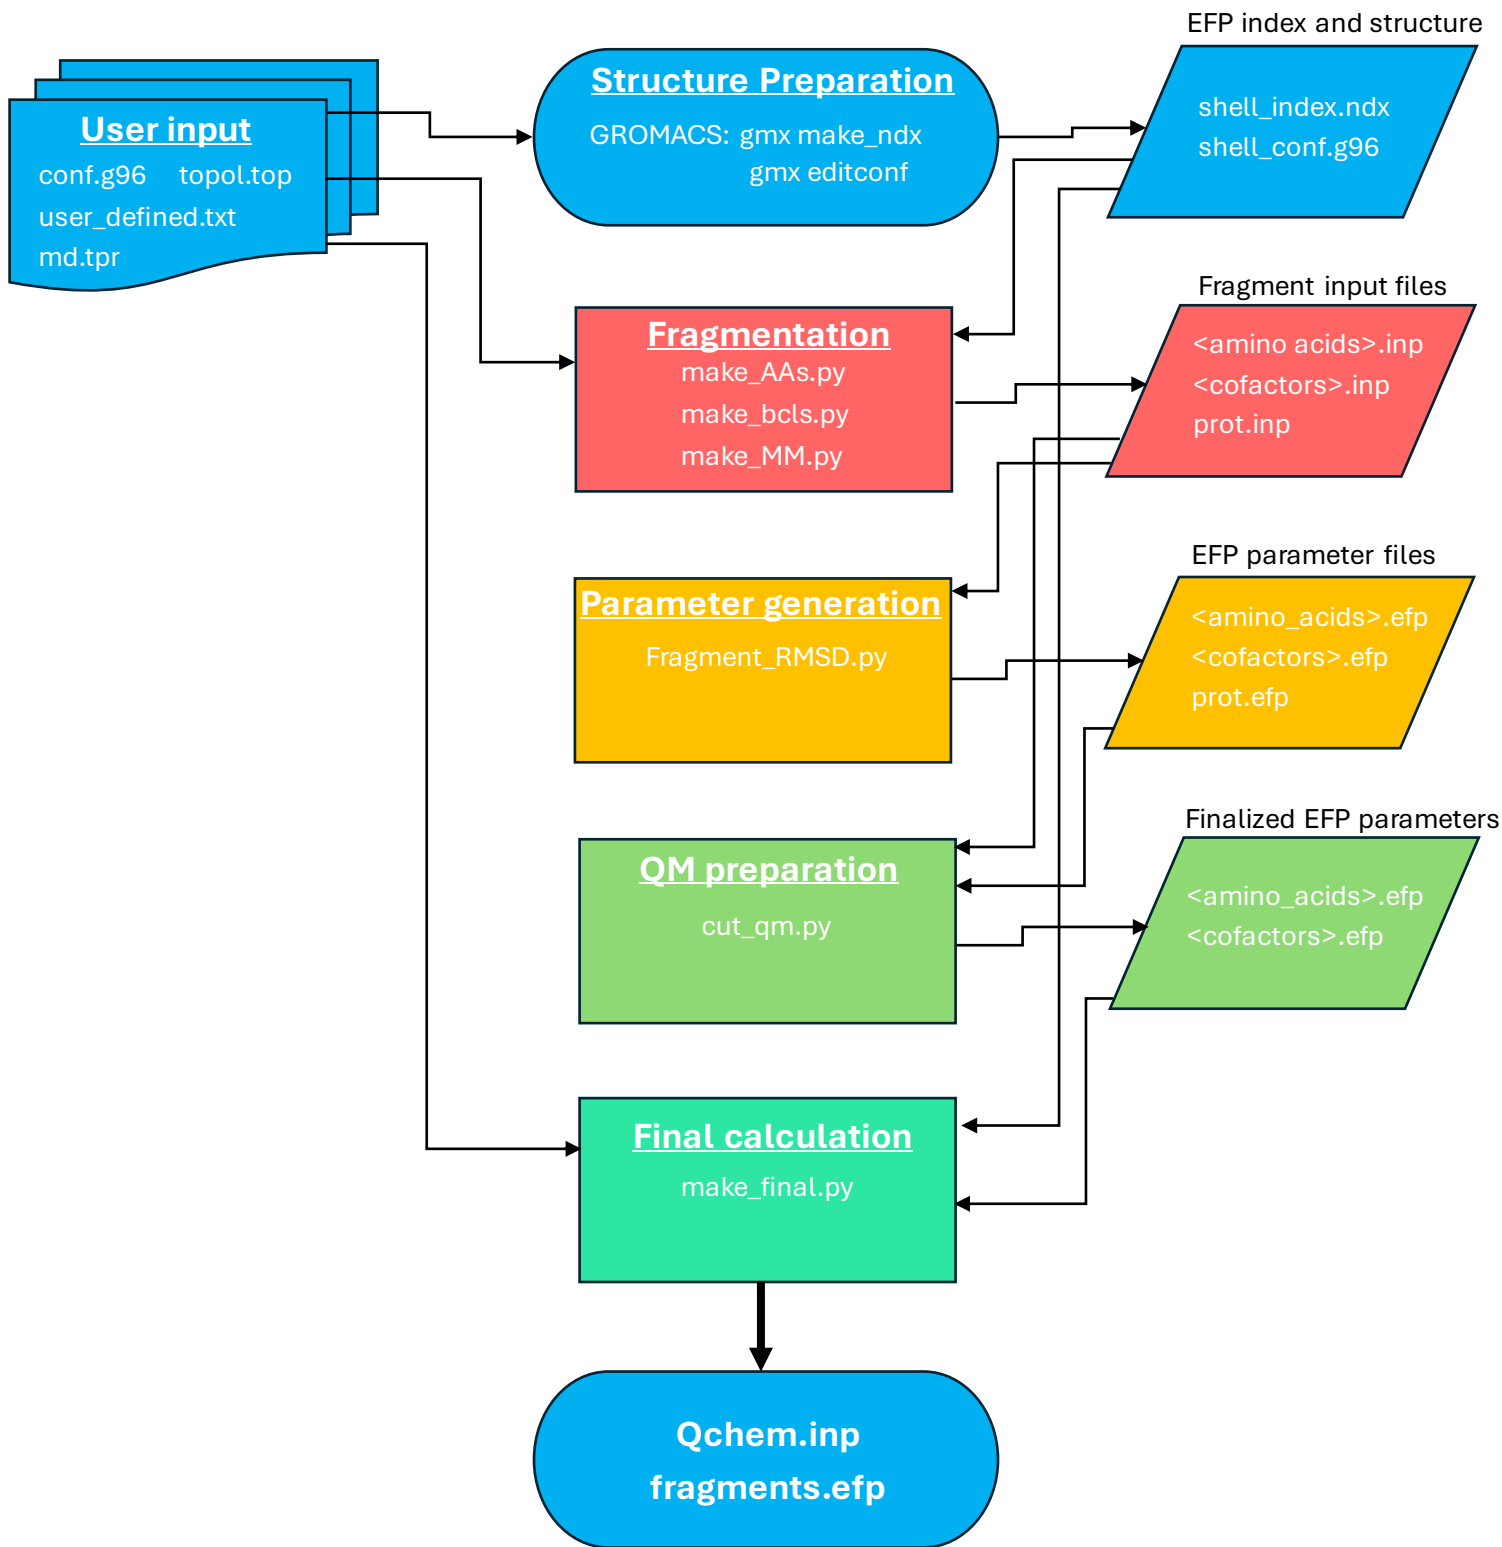 EFP index and structure
User input
conf.g96 topol.top
user_defined.txt
md.tpr
Structure Preparation
GROMACS: gmx make_ndx
gmx editconf
shell_index.ndx
shell_conf.g96
Fragment input files
Fragmentation
make_AAs.py
make_bcls.py
make_MM.py
<amino acids>.inp
<cofactors>.inp
prot.inp
EFP parameter files
Parameter generation
Fragment_RMSD.py
<amino_acids>.efp
<cofactors>.efp
prot.efp
Finalized EFP parameters
QM preparation
cut_qm.py
<amino_acids>.efp
<cofactors>.efp
Final calculation
make_final.py
Qchem.inp
fragments.efp